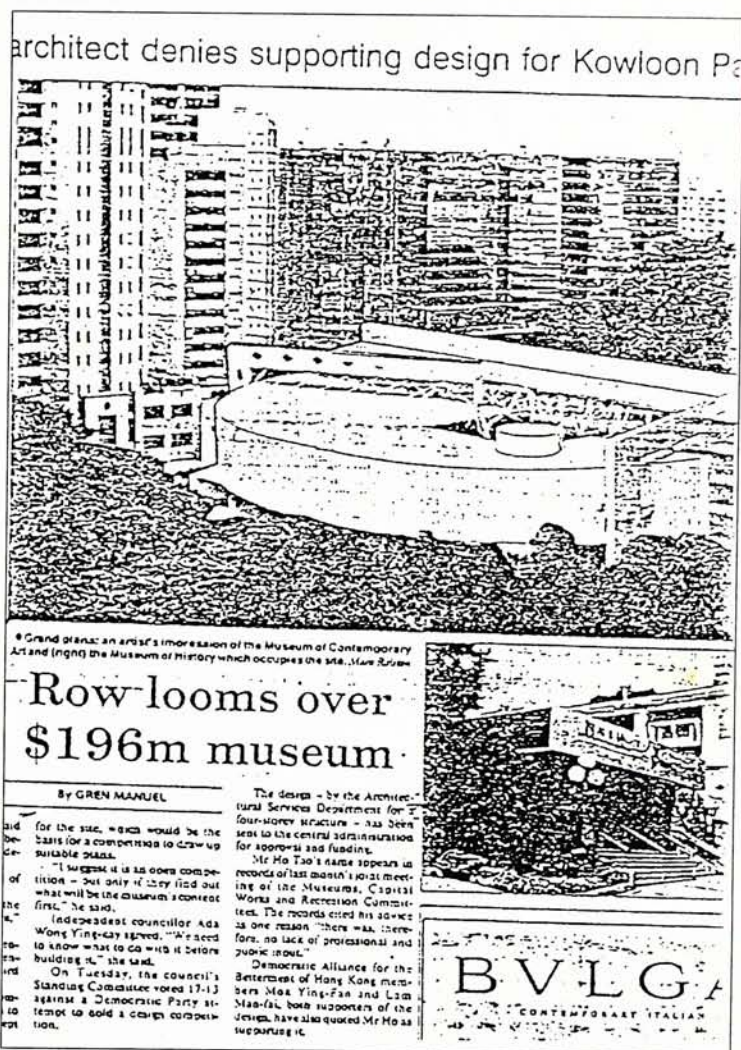 architect denies supporting design for Kowloon Pa
Grand plans: an artist's impression of the Museum of Contemporary
Art and (right) the Museum of History which occupies the site.
Row looms over
$196m museum
By GREN MANUEL
aid
be-
de-
of
the
en-
to
ept
for the site, which would be the
basis for a competition to draw up
suitable plans.
"I suggest it is an open compe-
tition – but only if they find out
what will be the museum's content
first," he said.
Independent councillor Ada
Wong Ying-kay agreed. "We need
to know what to do with it before
building it," she said.
On Tuesday, the council's
Standing Committee voted 17-13
against a Democratic Party at-
tempt to hold a design competi-
tion.
The design – by the Architec-
tural Services Department for a
four-storey structure – has been
sent to the central administration
for approval and funding.
Mr Ho Tao's name appears in
records of last month's joint meet-
ing of the Museums, Capital
Works and Recreation Commit-
tees. The records cited his advice
as one reason "there was, there-
fore, no lack of professional and
public input."
Democratic Alliance for the
Betterment of Hong Kong mem-
bers Mok Ying-Fan and Lam
Man-fai, both supporters of the
design, have also quoted Mr Ho as
supporting it.
BVLGA
CONTEMPORARY ITALIAN